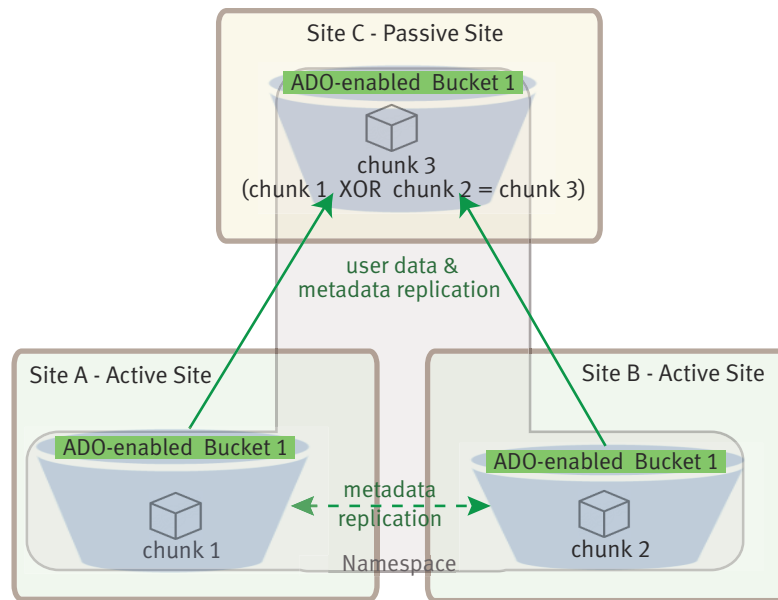 Site C - Passive Site
ADO-enabled Bucket 1
chunk 3
(chunk 1 XOR chunk 2 = chunk 3)
user data &
metadata replication
Site A - Active Site
Site B - Active Site
ADO-enabled Bucket 1
ADO-enabled Bucket 1
metadata
replication
chunk 1
chunk 2
Namespace